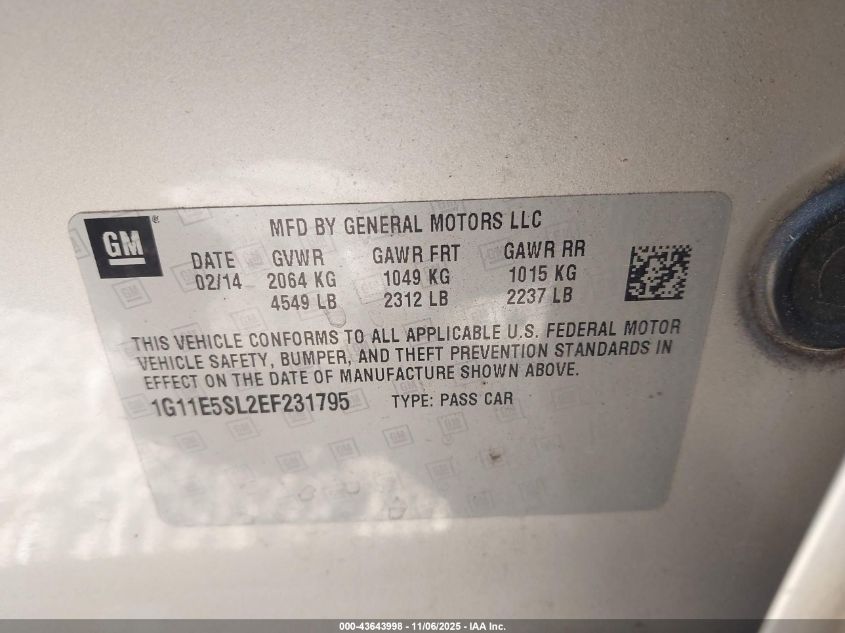 GM ®
MFD BY GENERAL MOTORS LLC
DATE GVWR GAWR FRT GAWR RR
02/14 2064 KG 1049 KG 1015 KG
4549 LB 2312 LB 2237 LB
THIS VEHICLE CONFORMS TO ALL APPLICABLE U.S. FEDERAL MOTOR
VEHICLE SAFETY, BUMPER, AND THEFT PREVENTION STANDARDS IN
EFFECT ON THE DATE OF MANUFACTURE SHOWN ABOVE.
1G11E5SL2EF231795 TYPE: PASS CAR
000-43643998 - 11/06/2025 - IAA Inc.